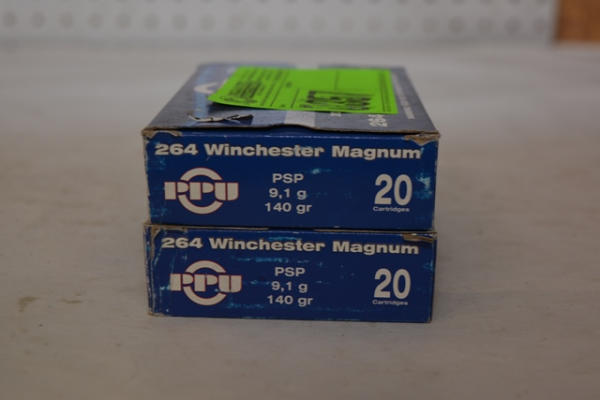 264 Winchester Magnum
PPU
PSP
9,1 g
140 gr
20
Cartridges
264 Winchester Magnum
PPU
PSP
9,1 g
140 gr
20
Cartridges